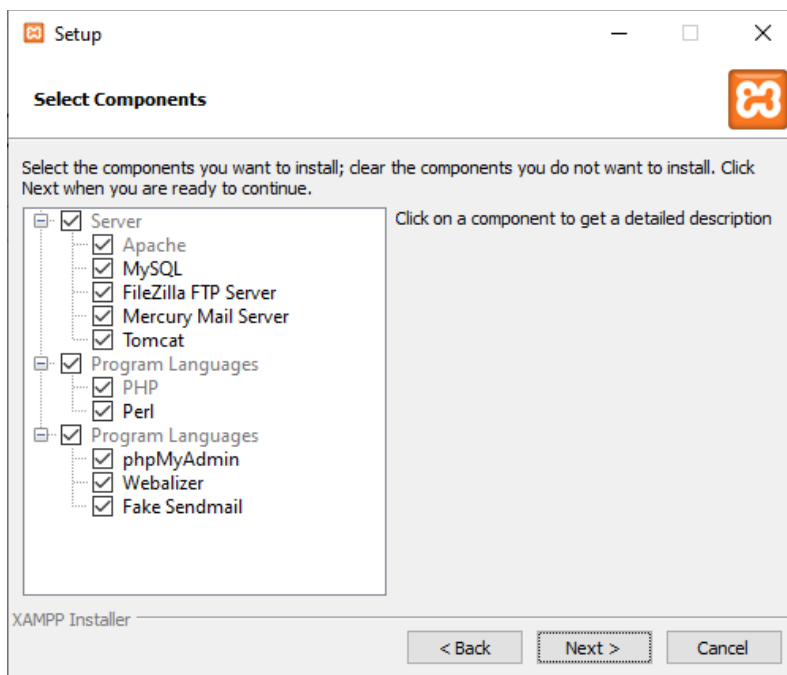 Setup
Select Components
Select the components you want to install; clear the components you do not want to install. Click
Next when you are ready to continue.
Click on a component to get a detailed description
Server
Apache
MySQL
FileZilla FTP Server
Mercury Mail Server
Tomcat
Program Languages
PHP
Perl
Program Languages
phpMyAdmin
Webalizer
Fake Sendmail
XAMPP Installer
< Back
Next >
Cancel